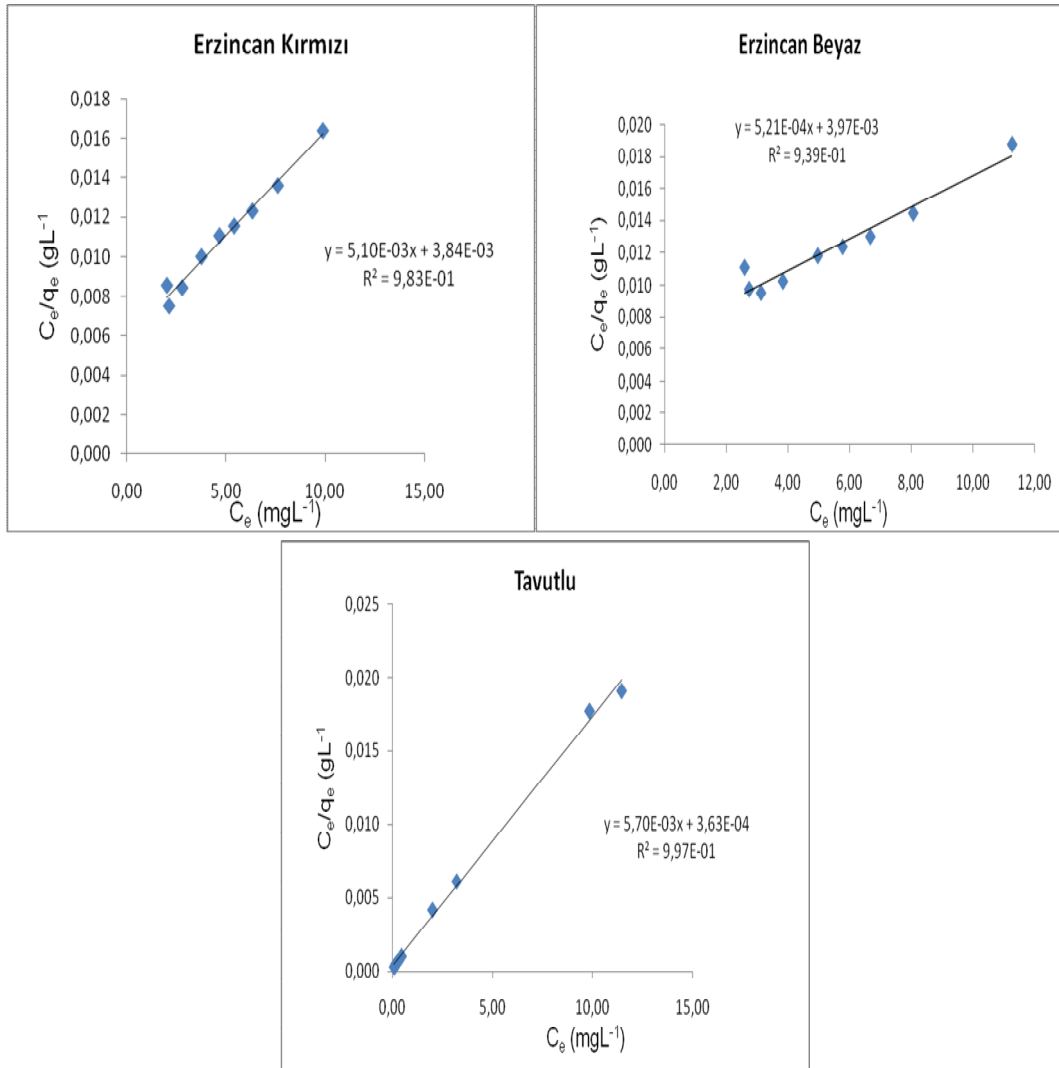 Erzincan Kırmızı
0,018
0,016
0,014
0,012
0,010
0,008
0,006
0,004
0,002
0,000
Ce/qe (gL-1)
y = 5,10E-03x + 3,84E-03
R² = 9,83E-01
0,00 5,00 10,00 15,00
Ce (mgL-1)
Erzincan Beyaz
y = 5,21E-04x + 3,97E-03
R² = 9,39E-01
0,020
0,018
0,016
0,014
0,012
0,010
0,008
0,006
0,004
0,002
0,000
Ce/qe (gL-1)
0,00 2,00 4,00 6,00 8,00 10,00 12,00
Ce (mgL-1)
Tavutlu
0,025
0,020
0,015
0,010
0,005
0,000
Ce/qe (gL-1)
y = 5,70E-03x + 3,63E-04
R² = 9,97E-01
0,00 5,00 10,00 15,00
Ce (mgL-1)